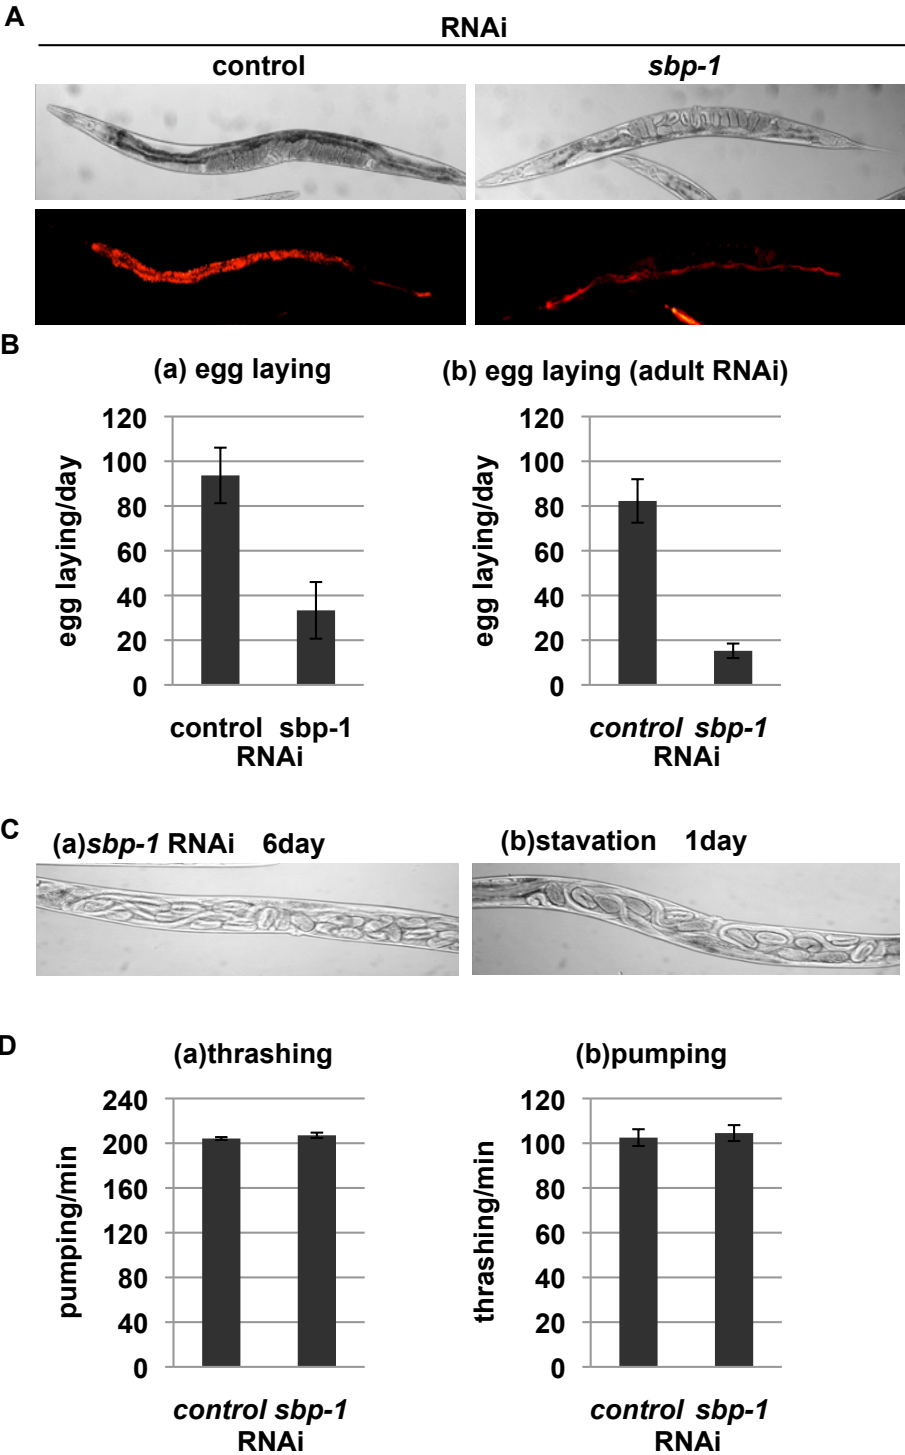 A
RNAi
control sbp-1
B
(a) egg laying
egg laying/day
120
100
80
60
40
20
0
control sbp-1
RNAi
(b) egg laying (adult RNAi)
egg laying/day
120
100
80
60
40
20
0
control sbp-1
RNAi
C
(a)sbp-1 RNAi 6day
(b)stavation 1day
D
(a)thrashing
pumping/min
240
200
160
120
80
40
0
control sbp-1
RNAi
(b)pumping
thrashing/min
120
100
80
60
40
20
0
control sbp-1
RNAi